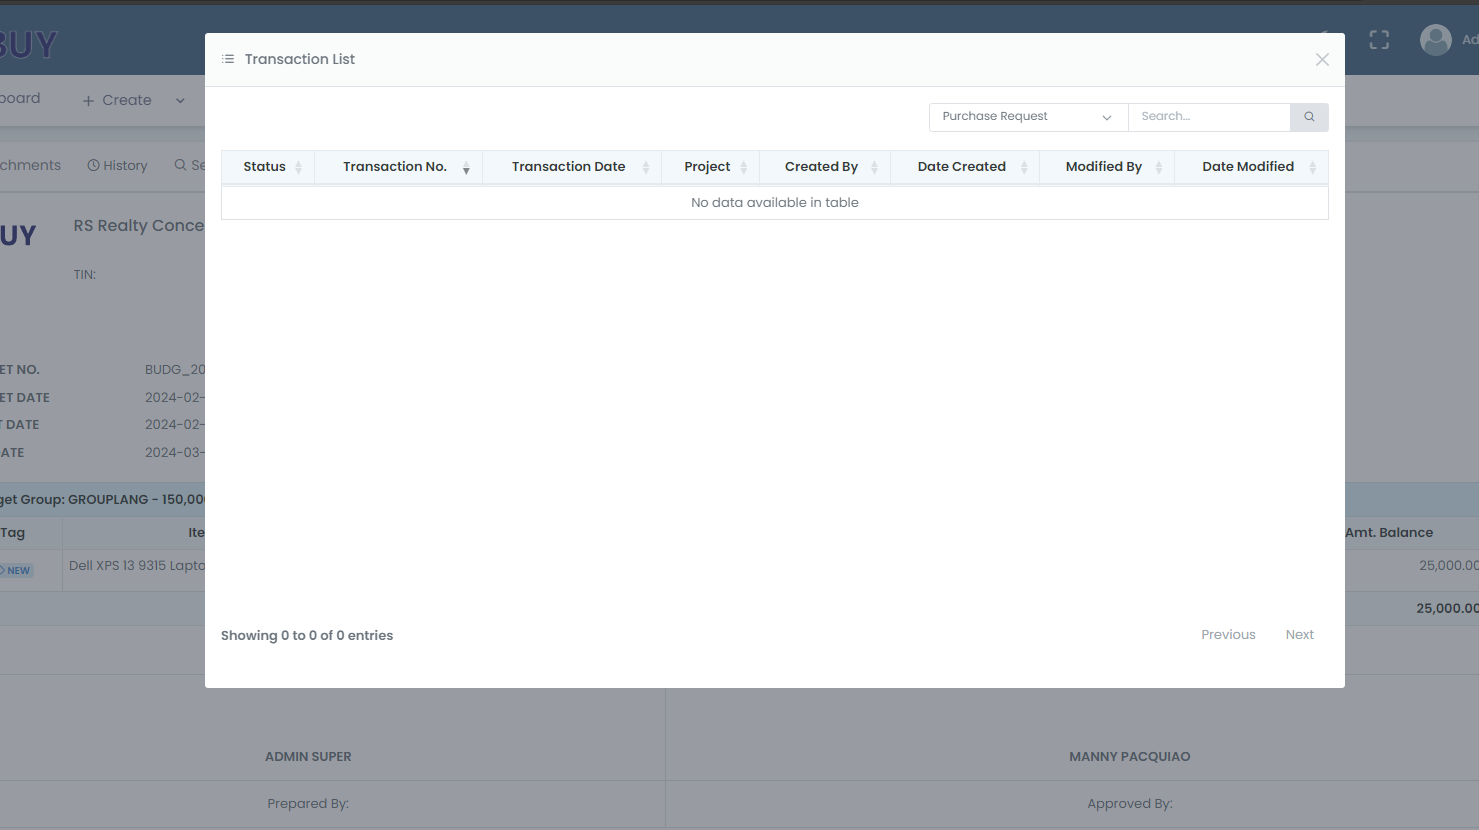 BUY
Transaction List
Ad
board
Create
Purchase Request
Search...
chments
History
Se
Status
Transaction No.
Transaction Date
Project
Created By
Date Created
Modified By
Date Modified
No data available in table
UY
RS Realty Conce
TIN:
ET NO.
BUDG_20
ET DATE
2024-02-
T DATE
2024-02-
ATE
2024-03-
get Group: GROUPLANG - 150,000
Tag
Ite
Amt. Balance
NEW
Dell XPS 13 9315 Lapto
25,000.00
25,000.00
Showing 0 to 0 of 0 entries
Previous
Next
ADMIN SUPER
MANNY PACQUIAO
Prepared By:
Approved By: